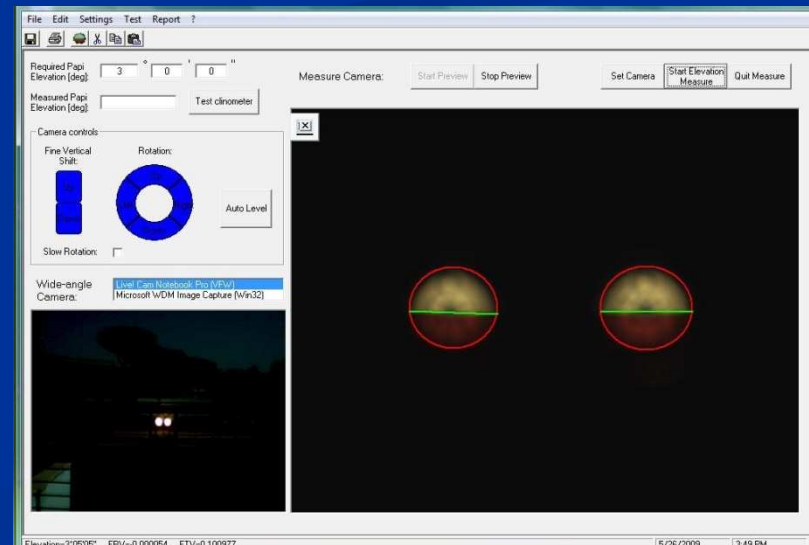 File Edit Settings Test Report ?
Required Papi Elevation [deg]: 3 ° 0 ' 0 "
Measured Papi Elevation [deg]: Test clinometer
Measure Camera: Start Preview Stop Preview Set Camera Start Elevation Measure Quit Measure
Camera controls
Fine Vertical Shift: Rotation:
Auto Level
Slow Rotation:
Wide-angle Camera:
Live! Cam Notebook Pro (VFW)
Microsoft WDM Image Capture (Win32)
5/26/2009 3:49 PM